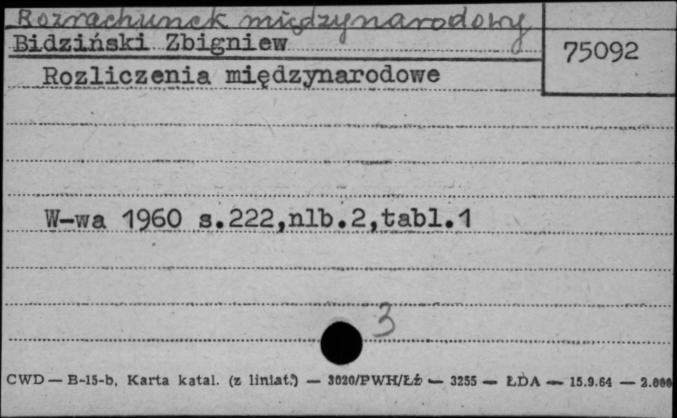 Rozrachunek międzynarodowy
Bidziński Zbigniew
75092
Rozliczenia międzynarodowe
W-wa 1960 s.222,nlb.2,tabl.1
3
CWD — B-15-b, Karta katal. (z liniat.) — 3020/PWH/Łź — 3255 — ŁDA — 15.9.64 — 2.000